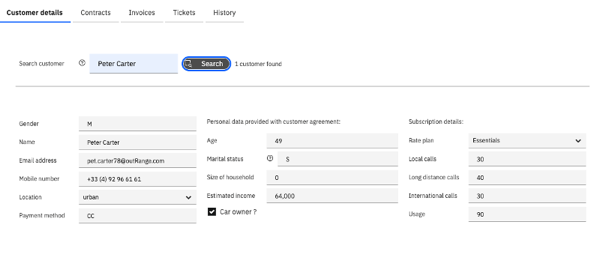 Customer details Contracts Invoices Tickets History
Search customer Peter Carter Search 1 customer found
Gender M
Name Peter Carter
Email address pet.carter78@outRange.com
Mobile number +33 (4) 92 96 61 61
Location urban
Payment method CC
Personal data provided with customer agreement:
Age 49
Marital status S
Size of household 0
Estimated income 64,000
Car owner ?
Subscription details:
Rate plan Essentials
Local calls 30
Long distance calls 40
International calls 30
Usage 90